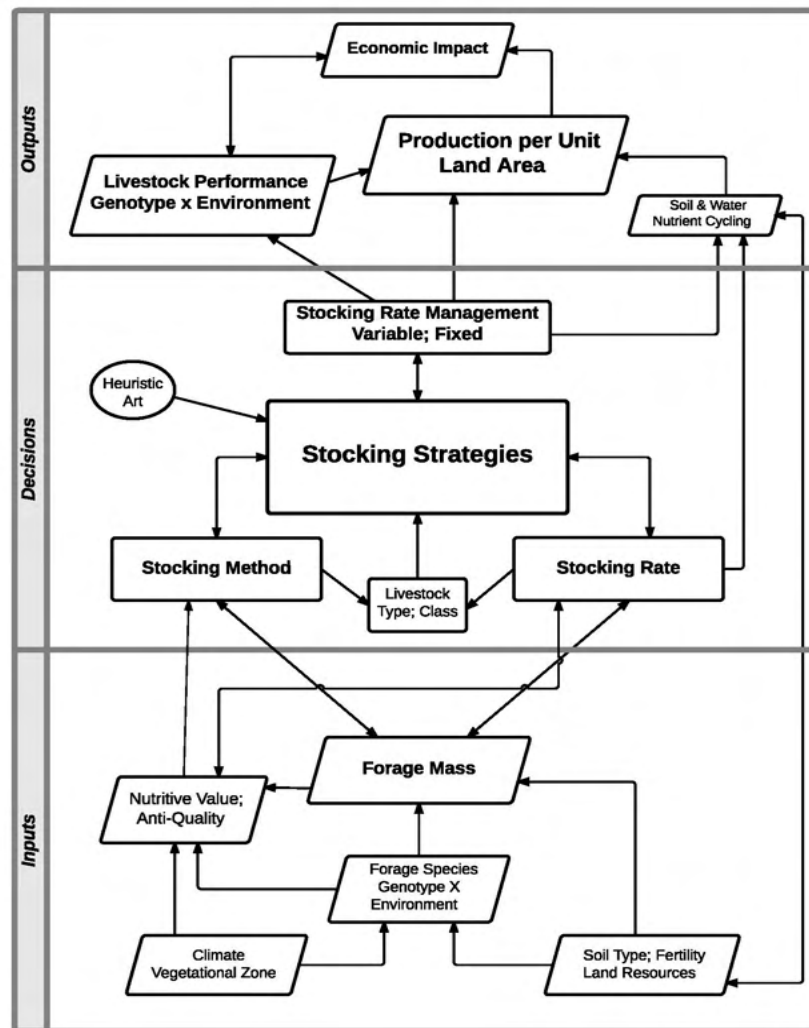 Outputs
Economic Impact
Production per Unit
Land Area
Livestock Performance
Genotype x Environment
Soil & Water
Nutrient Cycling
Decisions
Stocking Rate Management
Variable; Fixed
Heuristic
Art
Stocking Strategies
Stocking Method
Livestock
Type; Class
Stocking Rate
Inputs
Forage Mass
Nutritive Value;
Anti-Quality
Forage Species
Genotype X
Environment
Climate
Vegetational Zone
Soil Type; Fertility
Land Resources